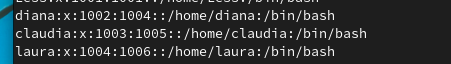 diana:x:1002:1004::/home/diana:/bin/bash
claudia:x:1003:1005::/home/claudia:/bin/bash
laura:x:1004:1006::/home/laura:/bin/bash